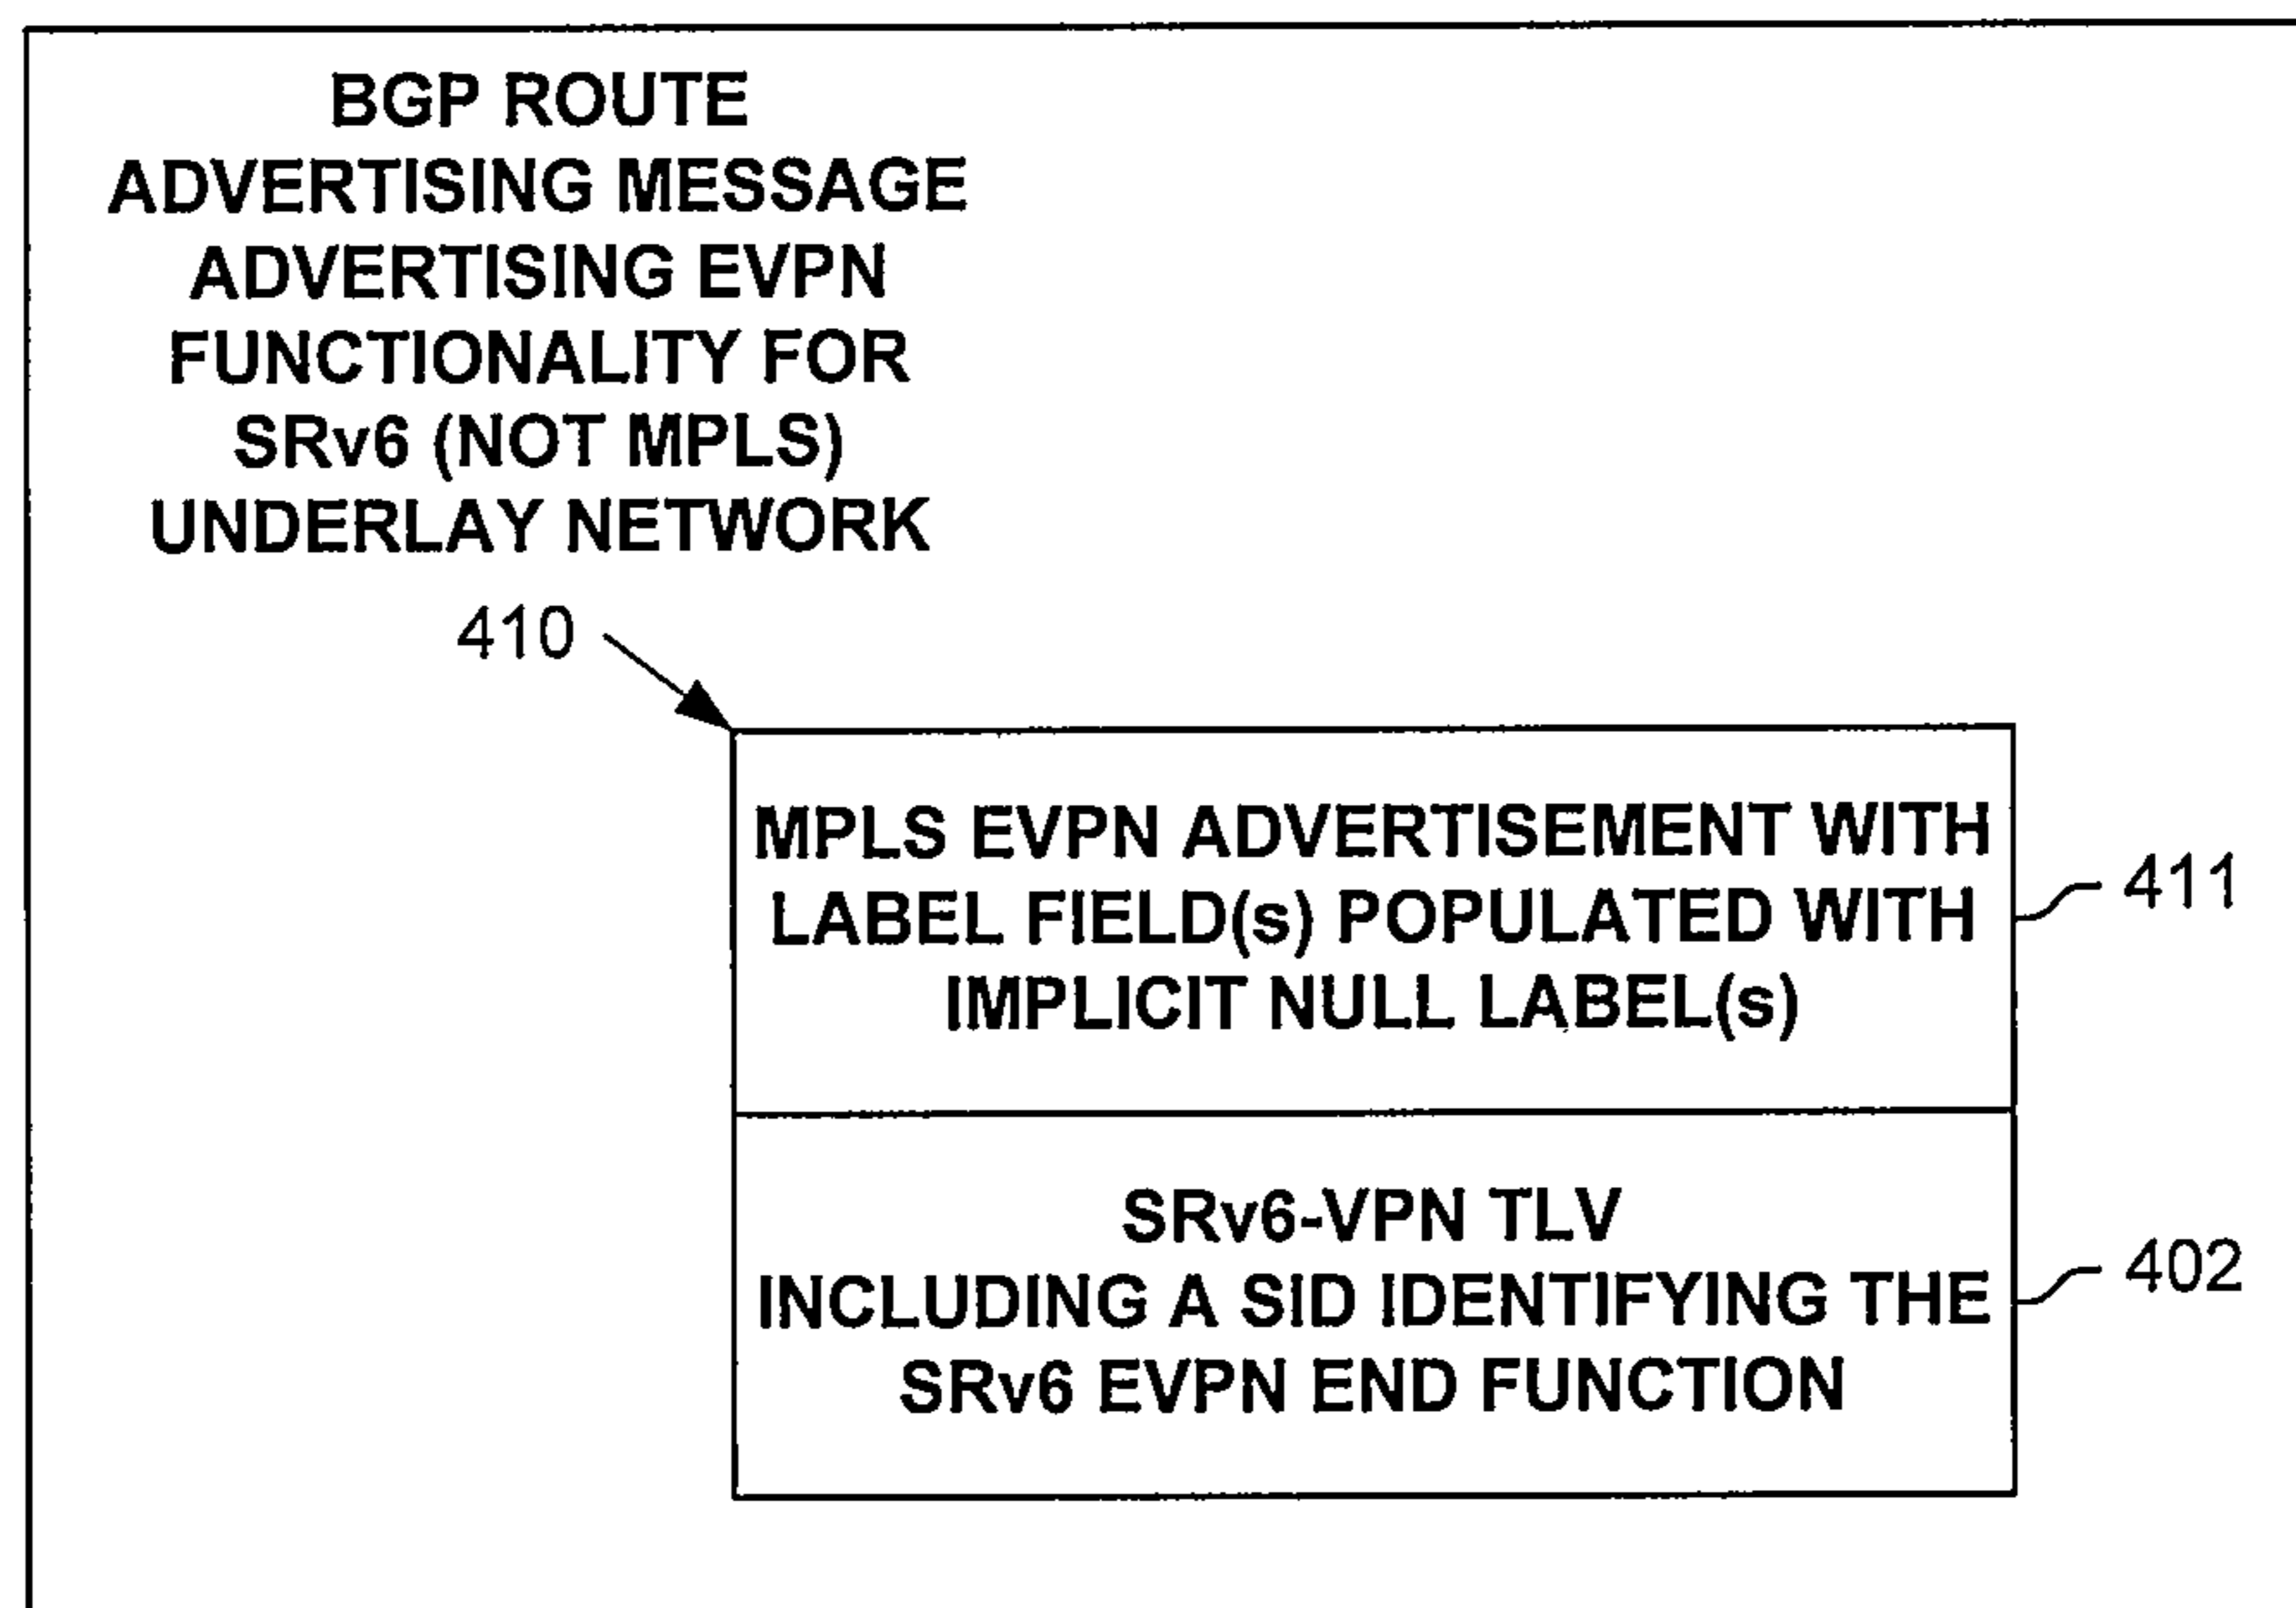 BGP ROUTE
ADVERTISING MESSAGE
ADVERTISING EVPN
FUNCTIONALITY FOR
SRv6 (NOT MPLS)
UNDERLAY NETWORK
410
MPLS EVPN ADVERTISEMENT WITH
LABEL FIELD(s) POPULATED WITH
IMPLICIT NULL LABEL(s)
411
SRv6-VPN TLV
INCLUDING A SID IDENTIFYING THE
SRv6 EVPN END FUNCTION
402